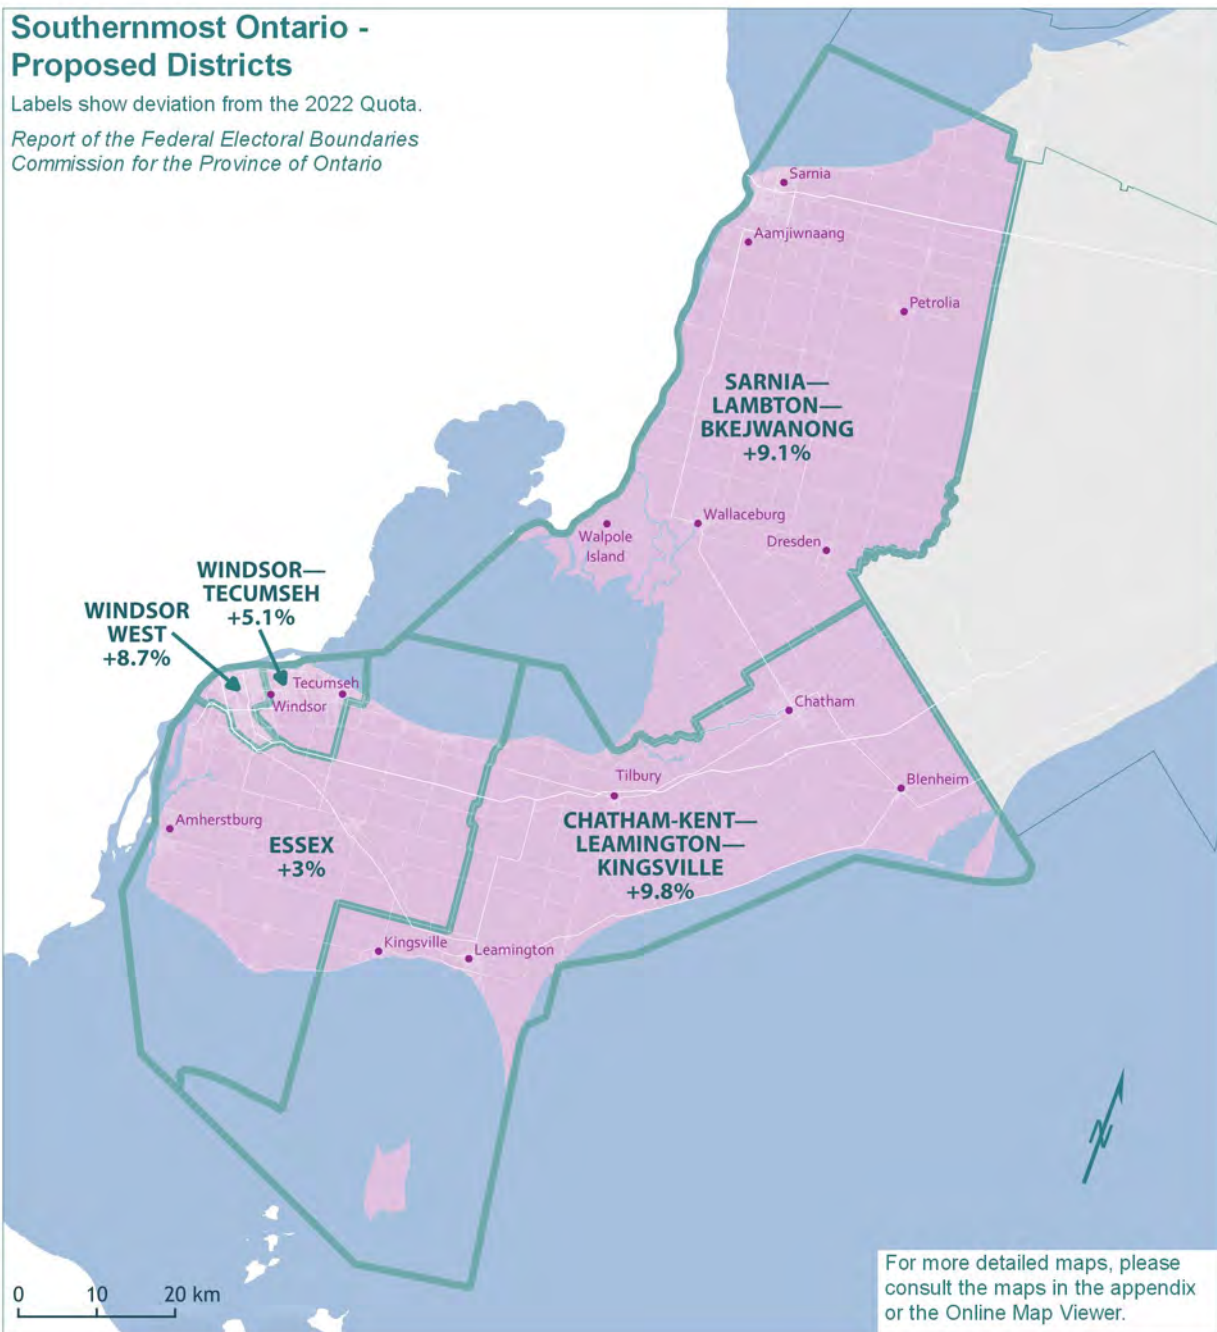 Southernmost Ontario -
Proposed Districts
Labels show deviation from the 2022 Quota.
Report of the Federal Electoral Boundaries
Commission for the Province of Ontario
Sarnia
Aamjiwnaang
Petrolia
SARNIA—
LAMBTON—
BKEJWANONG
+9.1%
Wallaceburg
Walpole
Island
Dresden
WINDSOR—
TECUMSEH
+5.1%
WINDSOR
WEST
+8.7%
Tecumseh
Windsor
Chatham
Tilbury
Blenheim
Amherstburg
ESSEX
+3%
CHATHAM-KENT—
LEAMINGTON—
KINGSVILLE
+9.8%
Kingsville
Leamington
N
For more detailed maps, please
consult the maps in the appendix
or the Online Map Viewer.
0 10 20 km